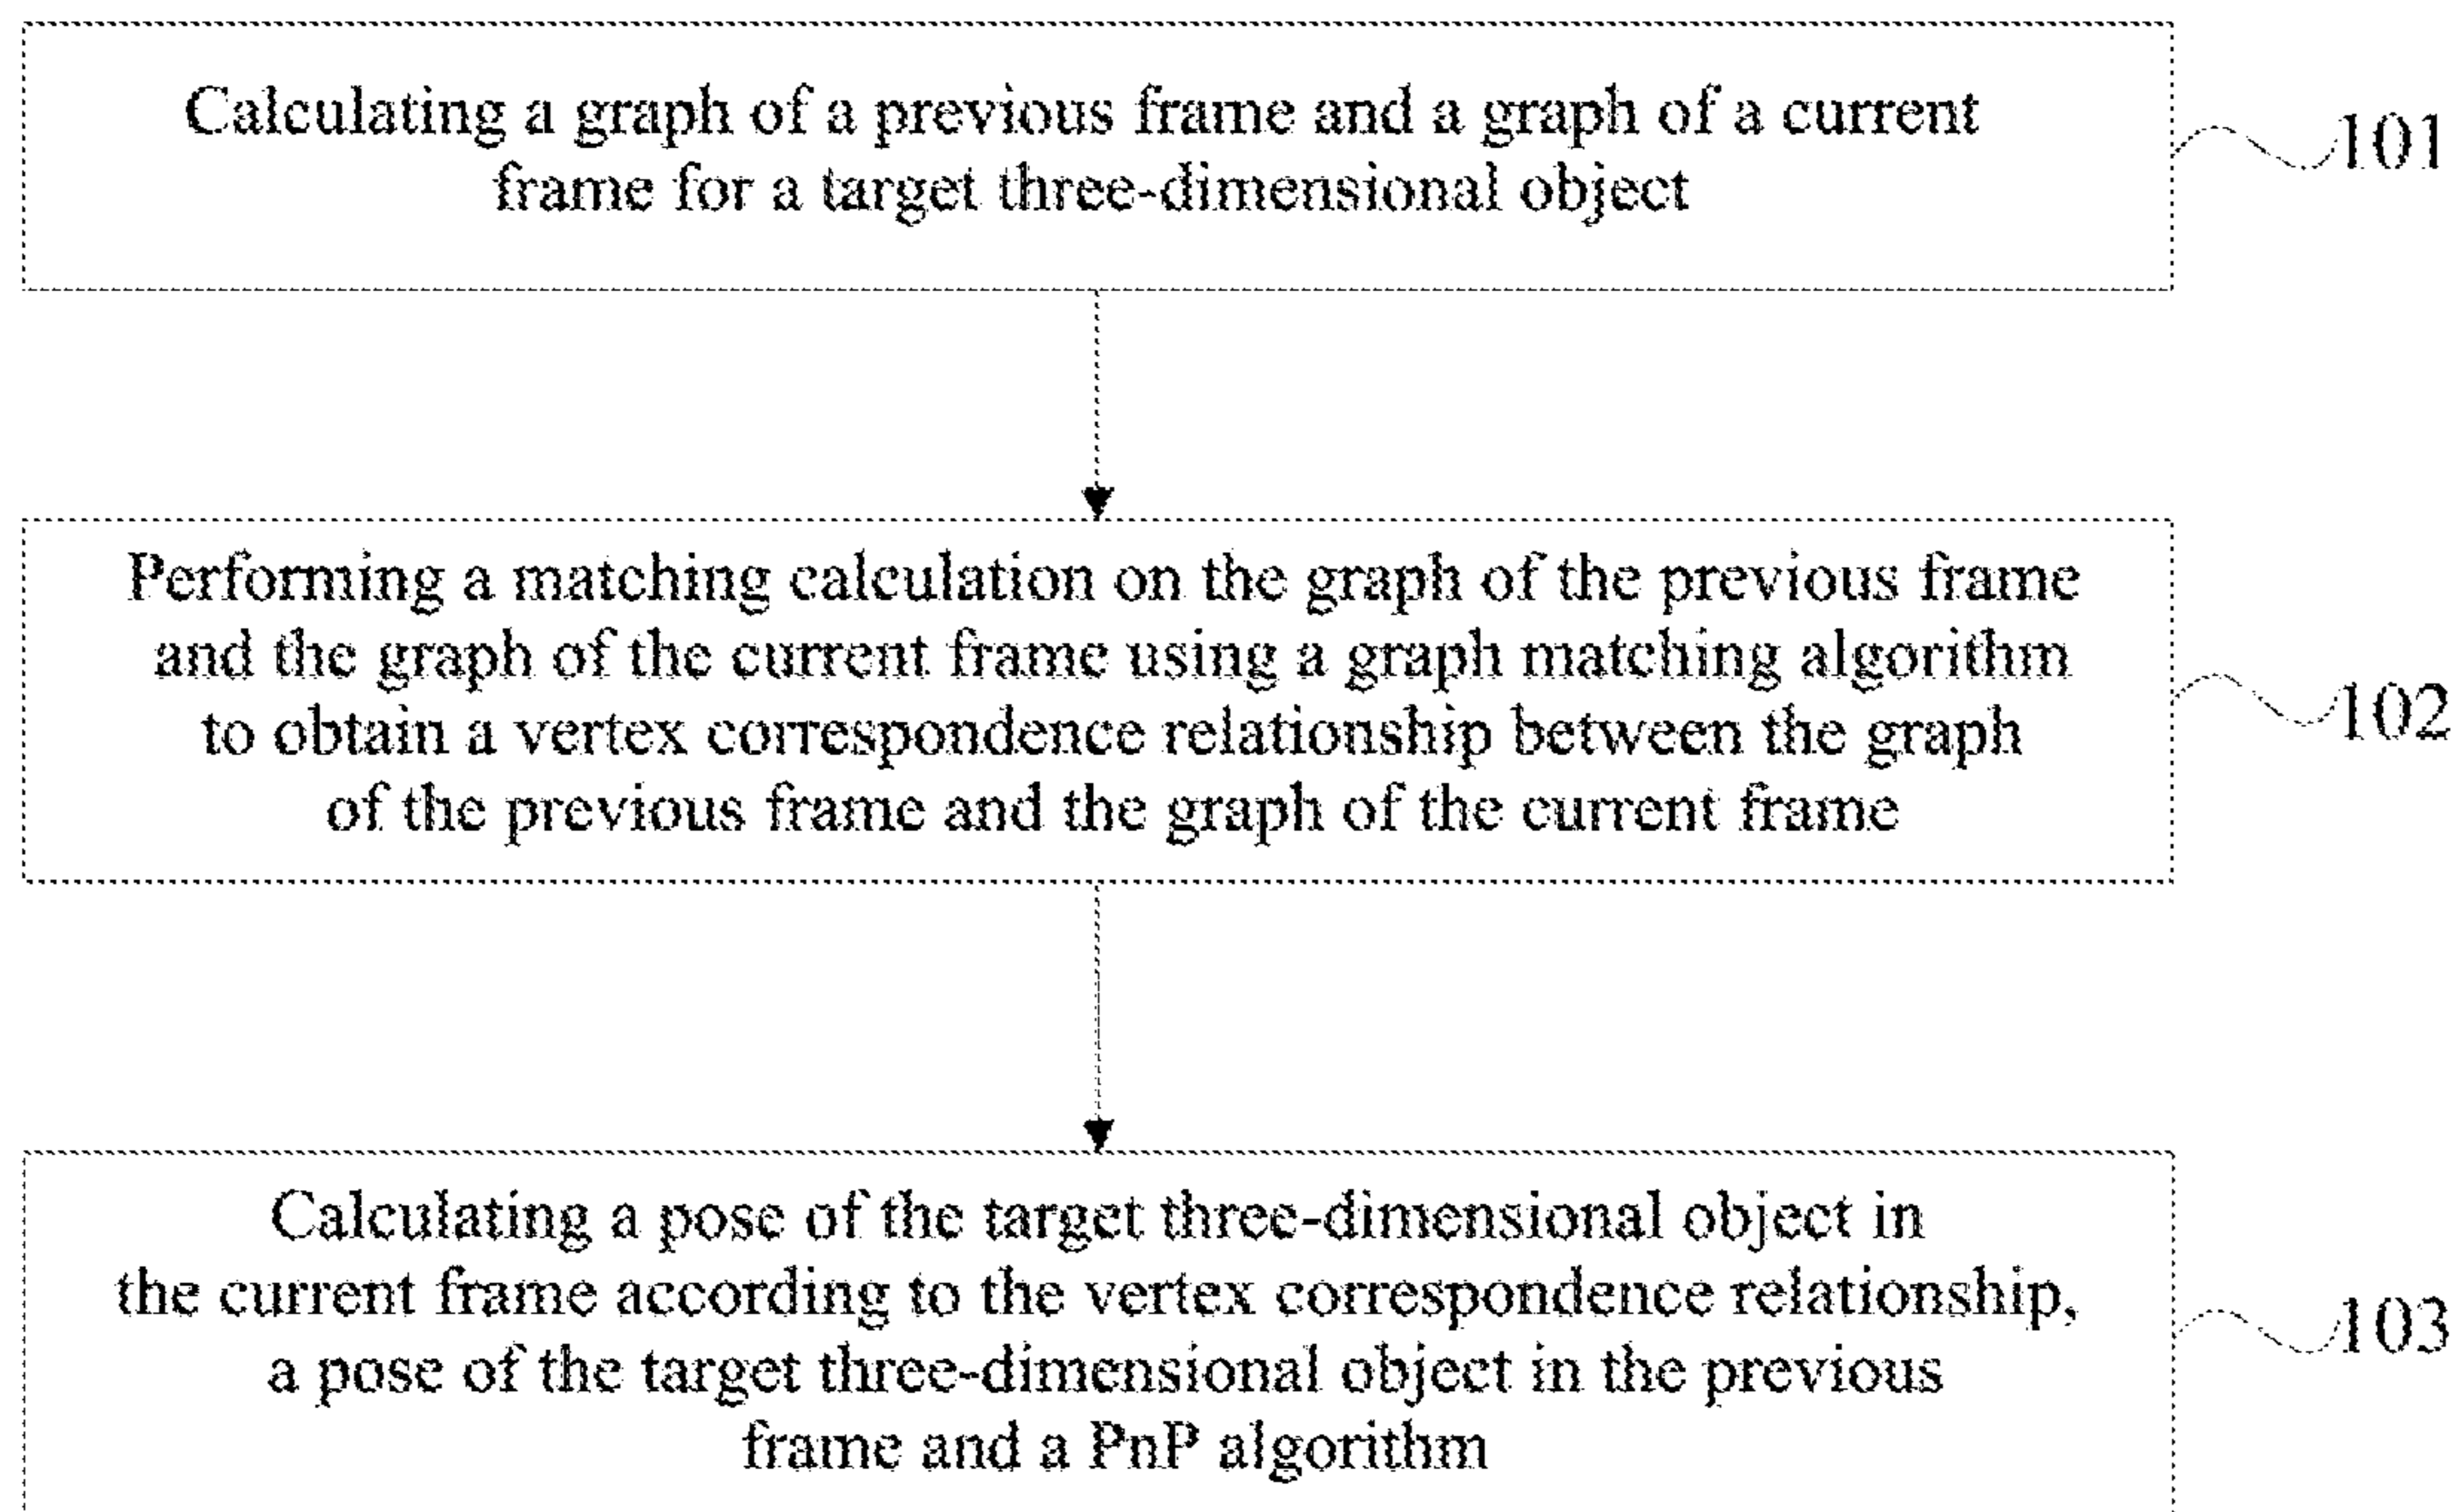 Calculating a graph of a previous frame and a graph of a current
frame for a target three-dimensional object
101
Performing a matching calculation on the graph of the previous frame
and the graph of the current frame using a graph matching algorithm
to obtain a vertex correspondence relationship between the graph
of the previous frame and the graph of the current frame
102
Calculating a pose of the target three-dimensional object in
the current frame according to the vertex correspondence relationship,
a pose of the target three-dimensional object in the previous
frame and a PnP algorithm
103